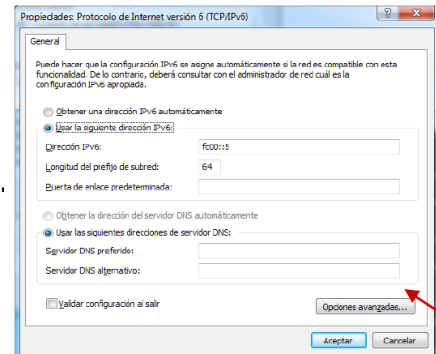 Propiedades: Protocolo de Internet versión 6 (TCP/IPv6)
General
Puede hacer que la configuración IPv6 se asigne automáticamente si la red es compatible con esta
funcionalidad. De lo contrario, deberá consultar con el administrador de red cuál es la
configuración IPv6 apropiada.
Obtener una dirección IPv6 automáticamente
Usar la siguiente dirección IPv6:
Dirección IPv6: fc00::5
Longitud del prefijo de subred: 64
Puerta de enlace predeterminada:
Obtener la dirección del servidor DNS automáticamente
Usar las siguientes direcciones de servidor DNS:
Servidor DNS preferido:
Servidor DNS alternativo:
Validar configuración al salir
Opciones avanzadas...
Aceptar Cancelar